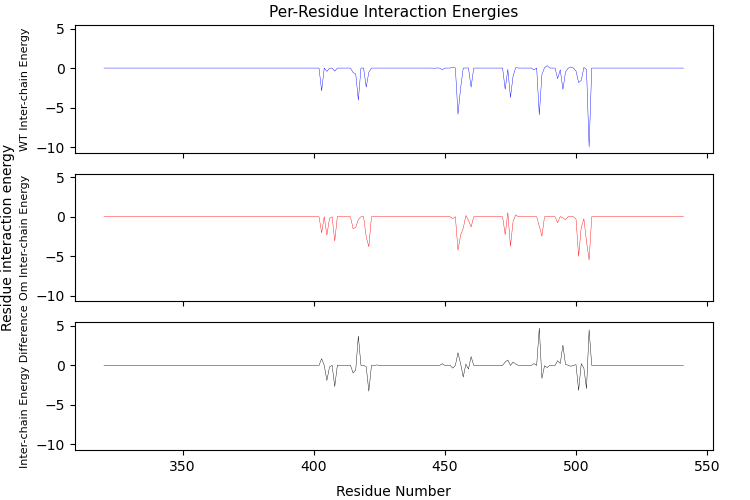 Per-Residue Interaction Energies
Residue interaction energy
WT Inter-chain Energy
5
0
−5
−10
Om Inter-chain Energy
5
0
−5
−10
Inter-chain Energy Difference
5
0
−5
−10
350
400
450
500
550
Residue Number